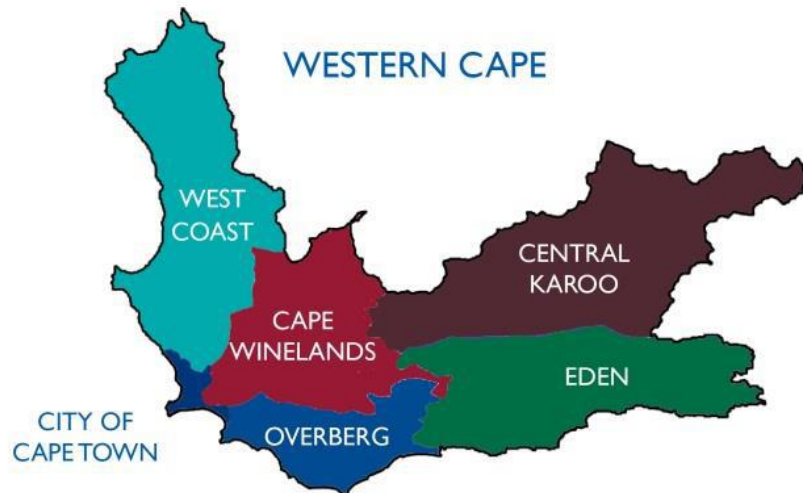 WESTERN CAPE
WEST
COAST
CENTRAL
KAROO
CAPE
WINELANDS
EDEN
CITY OF
CAPE TOWN
OVERBERG